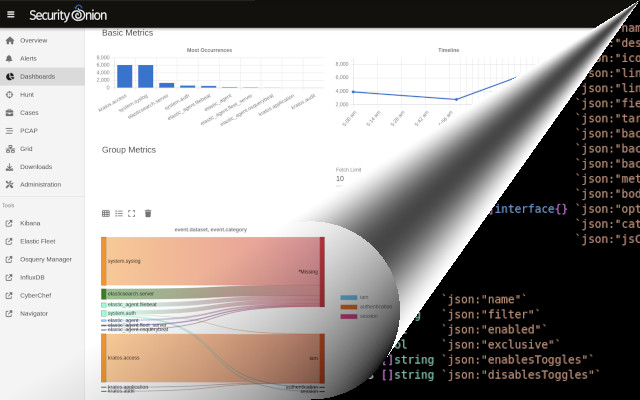 Security Onion
Overview
Alerts
Dashboards
Hunt
Cases
PCAP
Grid
Downloads
Administration
Tools
Kibana
Elastic Fleet
Osquery Manager
InfluxDB
CyberChef
Navigator
Basic Metrics
Most Occurrences
8,000
6,000
4,000
2,000
0
kratos.access
system.syslog
elasticsearch.server
system.auth
elastic_agent.filebeat
elastic_agent
elastic_agent.fleet_server
elastic_agent.osquerybeat
kratos.application
kratos.audit
Timeline
8,000
6,000
4,000
2,000
Group Metrics
Fetch Limit
10
event.dataset, event.category
system.syslog
elasticsearch.server
elastic_agent.filebeat
system.auth
elastic_agent
elastic_agent.fleet_server
elastic_agent.osquerybeat
kratos.access
kratos.application
kratos.audit
*Missing
iam
authentication
session
iam
authentication
session
`json:"des
`json:"ico
`json:"lin
`json:"lin
`json:"fie
`json:"tar
`json:"bac
`json:"bac
`json:"bac
`json:"met
`json:"bod
interface{} `json:"opt
`json:"cat
`json:"jsC
`json:"name"`
`json:"filter"`
`json:"enabled"`
`json:"exclusive"`
[]string `json:"enablesToggles"`
[]string `json:"disablesToggles"`